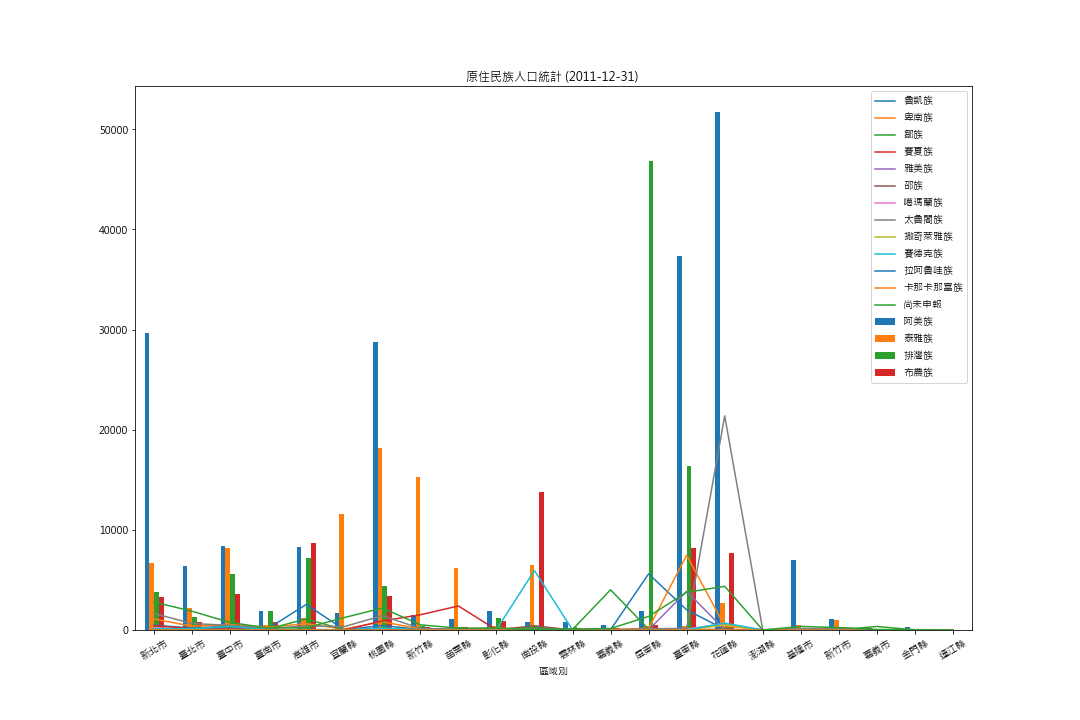 原住民族人口統計 (2011-12-31)
50000
40000
30000
20000
10000
0
魯凱族
卑南族
鄒族
賽夏族
雅美族
邵族
噶瑪蘭族
太魯閣族
撒奇萊雅族
賽德克族
拉阿魯哇族
卡那卡那富族
尚未申報
阿美族
泰雅族
排灣族
布農族
新北市
臺北市
臺中市
臺南市
高雄市
宜蘭縣
桃園縣
新竹縣
苗栗縣
彰化縣
南投縣
雲林縣
嘉義縣
屏東縣
臺東縣
花蓮縣
澎湖縣
基隆市
新竹市
嘉義市
金門縣
連江縣
區域別